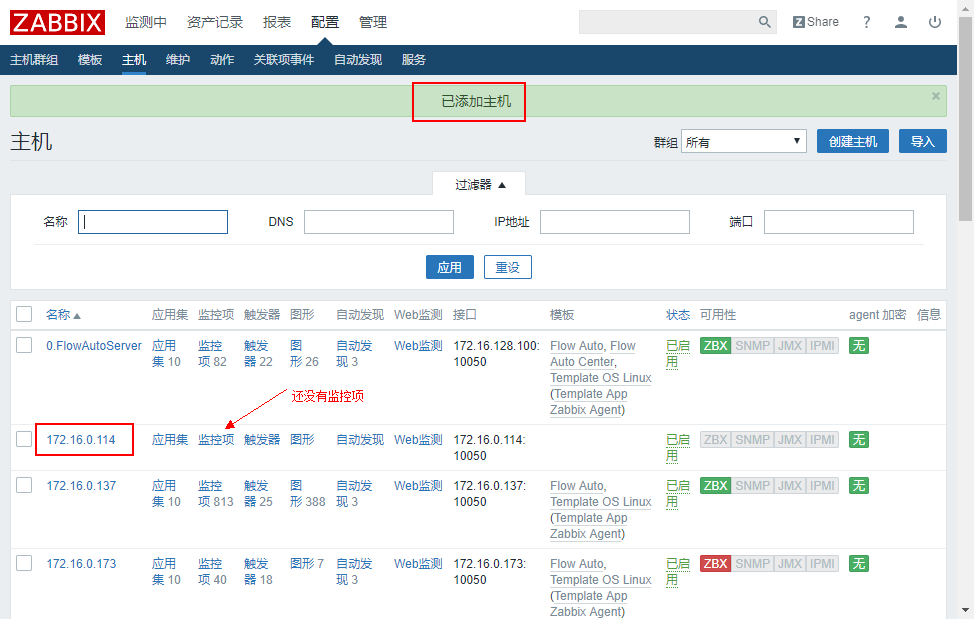 ZABBIX 监测中 资产记录 报表 配置 管理 Z Share ?
主机群组 模板 主机 维护 动作 关联项事件 自动发现 服务
已添加主机 ×
主机 群组 所有 ▼ 创建主机 导入
过滤器 ▲
名称 DNS IP地址 端口
应用 重设
名称▲ 应用集 监控项 触发器 图形 自动发现 Web监测 接口 模板 状态 可用性 agent 加密 信息
0.FlowAutoServer 应用 监控 触发 图 自动发 Web监测 172.16.128.100: Flow Auto, Flow 已启 ZBX SNMP JMX IPMI 无
集 10 项 82 器 22 形 26 现 3 10050 Auto Center, 用
Template OS Linux
(Template App
Zabbix Agent)
还没有监控项
172.16.0.114 应用集 监控项 触发器 图形 自动发现 Web监测 172.16.0.114: 已启 ZBX SNMP JMX IPMI 无
10050 用
172.16.0.137 应用 监控 触发 图 自动发 Web监测 172.16.0.137: Flow Auto, 已启 ZBX SNMP JMX IPMI 无
集 10 项 813 器 25 形 388 现 3 10050 Template OS Linux 用
(Template App
Zabbix Agent)
172.16.0.173 应用 监控 触发 图形 7 自动发 Web监测 172.16.0.173: Flow Auto, 已启 ZBX SNMP JMX IPMI 无
集 10 项 40 器 18 现 3 10050 Template OS Linux 用
(Template App
Zabbix Agent)